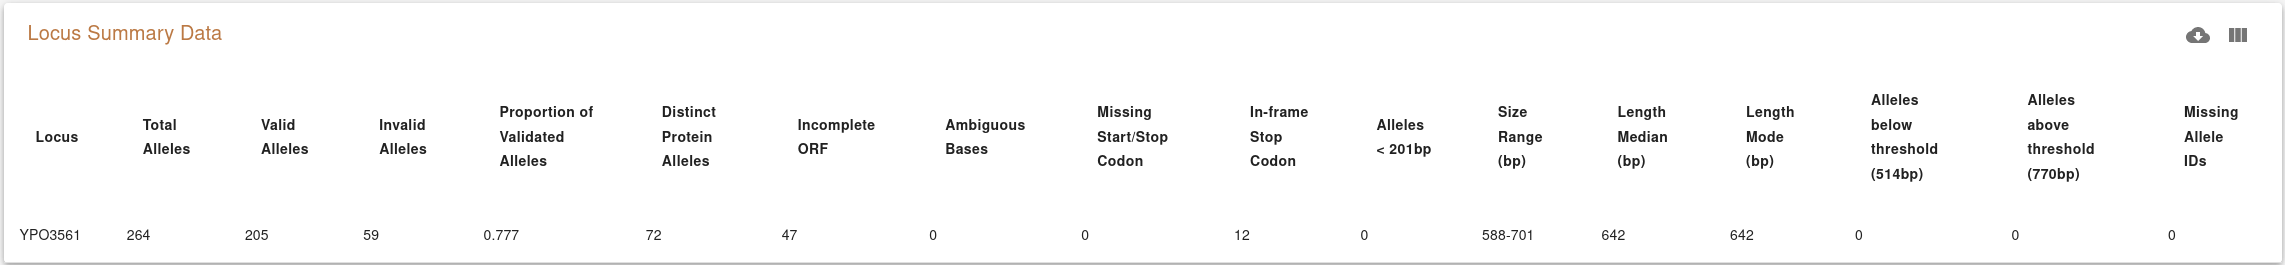 Locus Summary Data
Locus
Total
Alleles
Valid
Alleles
Invalid
Alleles
Proportion of
Validated
Alleles
Distinct
Protein
Alleles
Incomplete
ORF
Ambiguous
Bases
Missing
Start/Stop
Codon
In-frame
Stop
Codon
Alleles
< 201bp
Size
Range
(bp)
Length
Median
(bp)
Length
Mode
(bp)
Alleles
below
threshold
(514bp)
Alleles
above
threshold
(770bp)
Missing
Allele
IDs
YPO3561 264 205 59 0.777 72 47 0 0 12 0 588-701 642 642 0 0 0